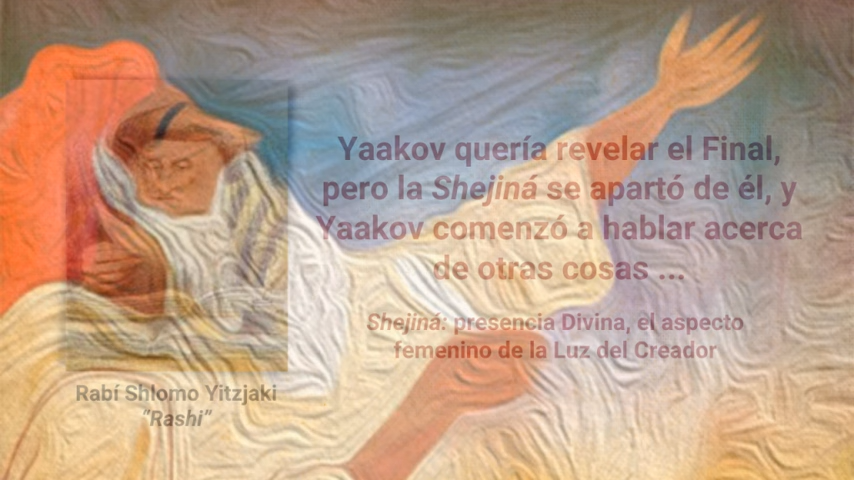 Yaakov quería revelar el Final,
pero la Shejiná se apartó de él, y
Yaakov comenzó a hablar acerca
de otras cosas ...
Shejiná: presencia Divina, el aspecto
femenino de la Luz del Creador
Rabí Shlomo Yitzjaki
“Rashi”